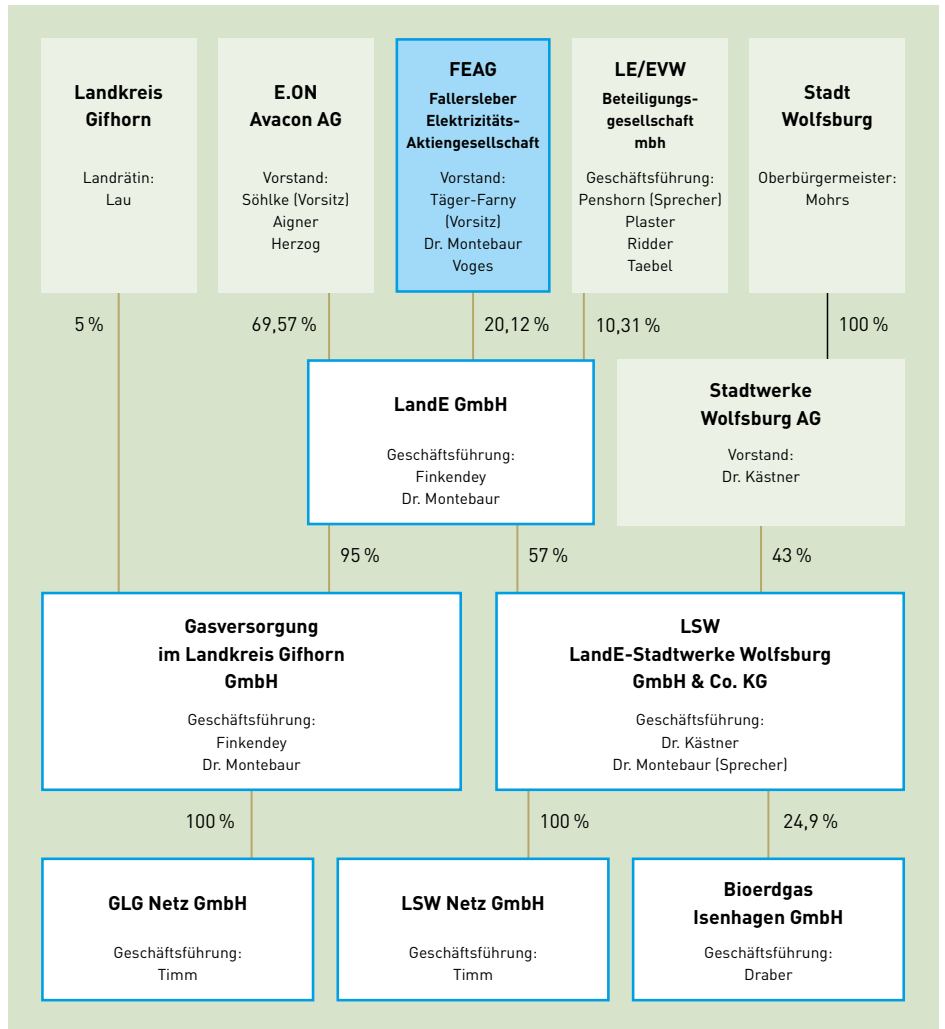 Landkreis
Gifhorn
Landrätin:
Lau
E.ON
Avacon AG
Vorstand:
Söhlke (Vorsitz)
Aigner
Herzog
FEAG
Fallersleber
Elektrizitäts-
Aktiengesellschaft
Vorstand:
Täger-Farny
(Vorsitz)
Dr. Montebaur
Voges
LE/EVW
Beteiligungs-
gesellschaft
mbh
Geschäftsführung:
Penshorn (Sprecher)
Plaster
Ridder
Taebel
Stadt
Wolfsburg
Oberbürgermeister:
Mohrs
5 %
69,57 %
20,12 %
10,31 %
100 %
LandE GmbH
Geschäftsführung:
Finkendey
Dr. Montebaur
Stadtwerke
Wolfsburg AG
Vorstand:
Dr. Kästner
95 %
57 %
43 %
Gasversorgung
im Landkreis Gifhorn
GmbH
Geschäftsführung:
Finkendey
Dr. Montebaur
LSW
LandE-Stadtwerke Wolfsburg
GmbH & Co. KG
Geschäftsführung:
Dr. Kästner
Dr. Montebaur (Sprecher)
100 %
100 %
24,9 %
GLG Netz GmbH
Geschäftsführung:
Timm
LSW Netz GmbH
Geschäftsführung:
Timm
Bioerdgas
Isenhagen GmbH
Geschäftsführung:
Draber